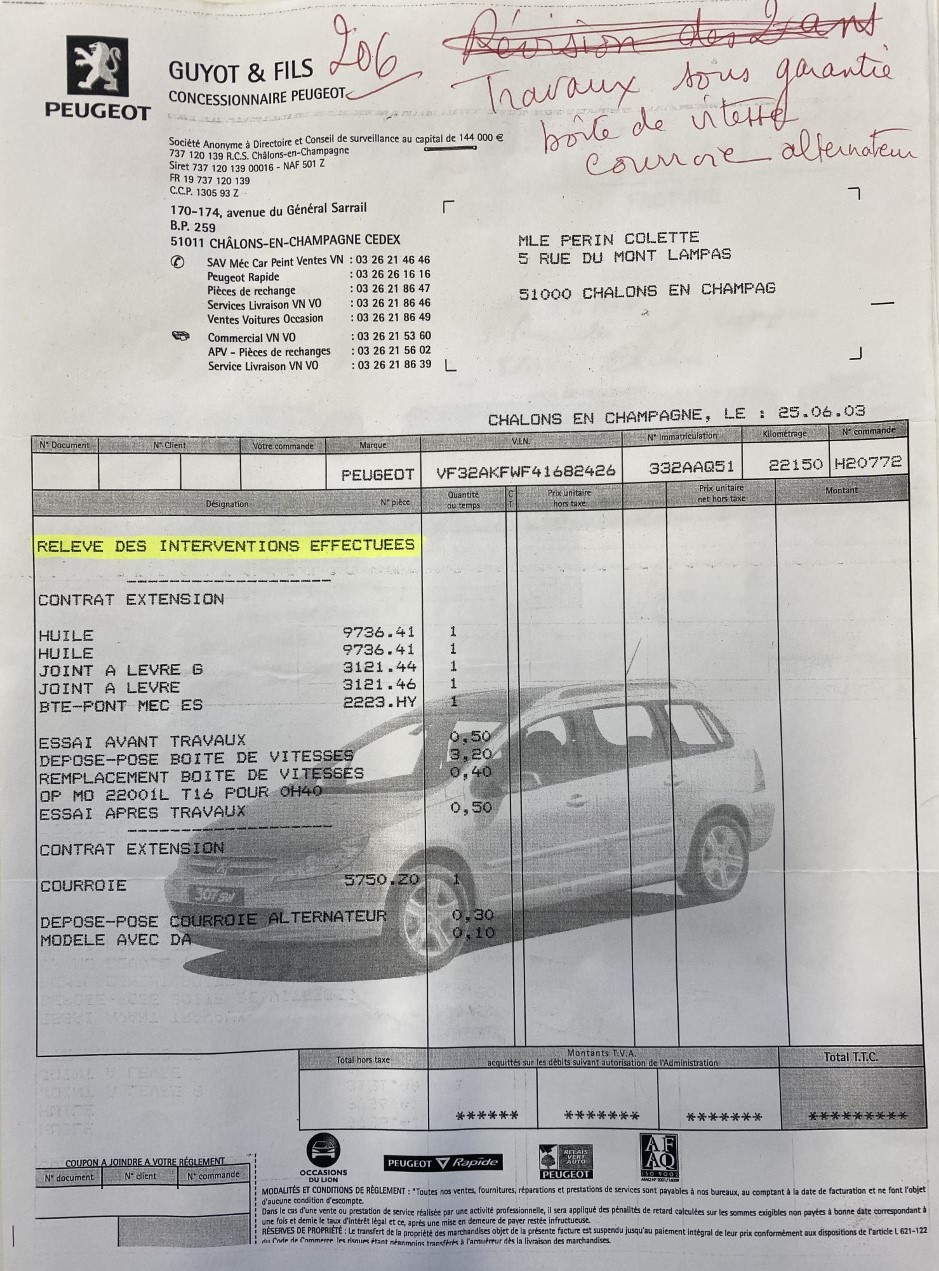 206
Révision des 2 ans
Travaux sous garantie
boîte de vitesse
courroie alternateur
PEUGEOT
GUYOT & FILS
CONCESSIONNAIRE PEUGEOT
Société Anonyme à Directoire et Conseil de surveillance au capital de 144 000 €
737 120 139 R.C.S. Châlons-en-Champagne
Siret 737 120 139 00016 - NAF 501 Z
FR 19 737 120 139
C.C.P. 1305 93 Z
170-174, avenue du Général Sarrail
B.P. 259
51011 CHÂLONS-EN-CHAMPAGNE CEDEX
SAV Méc Car Peint Ventes VN : 03 26 21 46 46
Peugeot Rapide : 03 26 26 16 16
Pièces de rechange : 03 26 21 86 47
Services Livraison VN VO : 03 26 21 86 46
Ventes Voitures Occasion : 03 26 21 86 49
Commercial VN VO : 03 26 21 53 60
APV - Pièces de rechanges : 03 26 21 56 02
Service Livraison VN VO : 03 26 21 86 39
MLE PERIN COLETTE
5 RUE DU MONT LAMPAS
51000 CHALONS EN CHAMPAG
CHALONS EN CHAMPAGNE, LE : 25.06.03
N° Document N° Client Votre commande Marque V.I.N. N° Immatriculation Kilométrage N° commande
PEUGEOT VF32AKFWF41682426 332AAQ51 22150 H20772
Désignation N° pièce Quantité ou temps C T Prix unitaire hors taxe Prix unitaire net hors taxe Montant
RELEVE DES INTERVENTIONS EFFECTUEES
--------------------
CONTRAT EXTENSION
HUILE 9736.41 1
HUILE 9736.41 1
JOINT A LEVRE G 3121.44 1
JOINT A LEVRE 3121.46 1
BTE-PONT MEC ES 2223.HY 1
ESSAI AVANT TRAVAUX 0,50
DEPOSE-POSE BOITE DE VITESSES 3,20
REMPLACEMENT BOITE DE VITESSES 0,40
OP MO 22001L T16 POUR 0H40
ESSAI APRES TRAVAUX 0,50
--------------------
CONTRAT EXTENSION
COURROIE 5750.Z0 1
307 SW
DEPOSE-POSE COURROIE ALTERNATEUR 0,30
MODELE AVEC DA 0,10
Total hors taxe Montants T.V.A. Total T.T.C.
acquittés sur les débits suivant autorisation de l'Administration
****** ******* ******* *********
COUPON A JOINDRE A VOTRE RÉGLEMENT
N° document N° client N° commande
OCCASIONS
DU LION
PEUGEOT Rapide
RELAIS
VERT
AUTO
PEUGEOT
AFAQ
ISO 9002
MODALITÉS ET CONDITIONS DE RÈGLEMENT : "Toutes nos ventes, fournitures, réparations et prestations de services sont payables à nos bureaux, au comptant à la date de facturation et ne font l'objet
d'aucune condition d'escompte.
Dans le cas d'une vente ou prestation de service réalisée par une activité professionnelle, il sera appliqué des pénalités de retard calculées sur les sommes exigibles non payées à bonne date correspondant à
une fois et demie le taux d'intérêt légal et ce, après une mise en demeure de payer restée infructueuse.
RÉSERVES DE PROPRIÉTÉ : Le transfert de la propriété des marchandises objet de la présente facture est suspendu jusqu'au paiement intégral de leur prix conformément aux dispositions de l'article L 621-122
du Code de Commerce, les risques étant néanmoins transférés à l'acquéreur dès la livraison des marchandises.